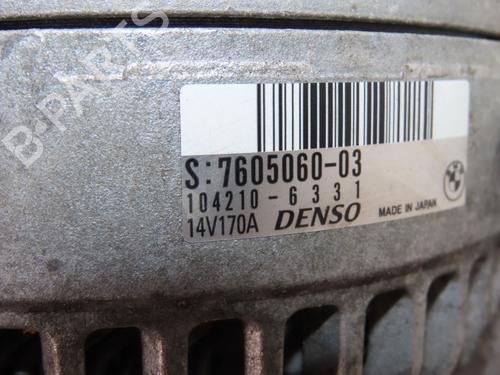 B-PARTS
S:7605060-03
104210-6331
14V170A DENSO MADE IN JAPAN